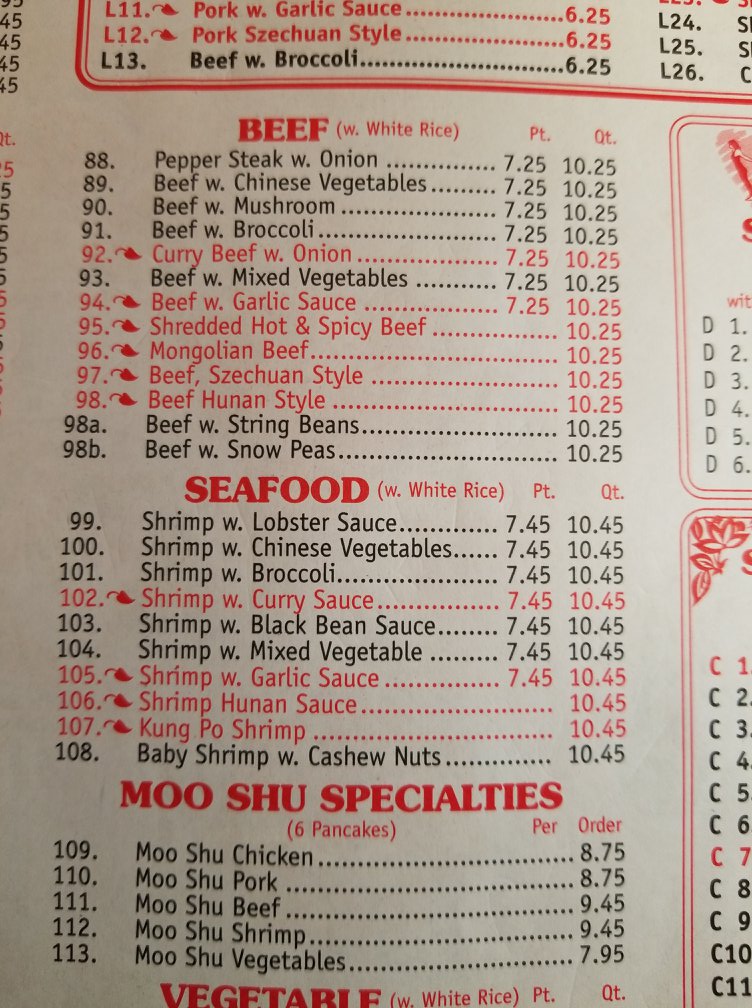 L11. Pork w. Garlic Sauce ........................ 6.25
L12. Pork Szechuan Style ........................ 6.25
L13. Beef w. Broccoli ........................ 6.25
L24.
L25.
L26.
45
45
45
45
Qt.
BEEF (w. White Rice) Pt. Qt.
88. Pepper Steak w. Onion ............... 7.25 10.25
89. Beef w. Chinese Vegetables ......... 7.25 10.25
90. Beef w. Mushroom ..................... 7.25 10.25
91. Beef w. Broccoli ........................ 7.25 10.25
92. Curry Beef w. Onion .................. 7.25 10.25
93. Beef w. Mixed Vegetables ........... 7.25 10.25
94. Beef w. Garlic Sauce .................. 7.25 10.25
95. Shredded Hot & Spicy Beef ................. 10.25
96. Mongolian Beef ................................. 10.25
97. Beef, Szechuan Style ......................... 10.25
98. Beef Hunan Style .............................. 10.25
98a. Beef w. String Beans .......................... 10.25
98b. Beef w. Snow Peas ............................. 10.25
SEAFOOD (w. White Rice) Pt. Qt.
99. Shrimp w. Lobster Sauce ............. 7.45 10.45
100. Shrimp w. Chinese Vegetables ...... 7.45 10.45
101. Shrimp w. Broccoli ..................... 7.45 10.45
102. Shrimp w. Curry Sauce ................ 7.45 10.45
103. Shrimp w. Black Bean Sauce ........ 7.45 10.45
104. Shrimp w. Mixed Vegetable ......... 7.45 10.45
105. Shrimp w. Garlic Sauce ............... 7.45 10.45
106. Shrimp Hunan Sauce ......................... 10.45
107. Kung Po Shrimp ................................ 10.45
108. Baby Shrimp w. Cashew Nuts .............. 10.45
MOO SHU SPECIALTIES
(6 Pancakes) Per Order
109. Moo Shu Chicken ................................... 8.75
110. Moo Shu Pork ....................................... 8.75
111. Moo Shu Beef ....................................... 9.45
112. Moo Shu Shrimp .................................... 9.45
113. Moo Shu Vegetables ............................... 7.95
VEGETABLE (w. White Rice) Pt. Qt.
D 1.
D 2.
D 3.
D 4.
D 5.
D 6.
C 1.
C 2.
C 3.
C 4.
C 5.
C 6
C 7
C 8
C 9
C10
C11